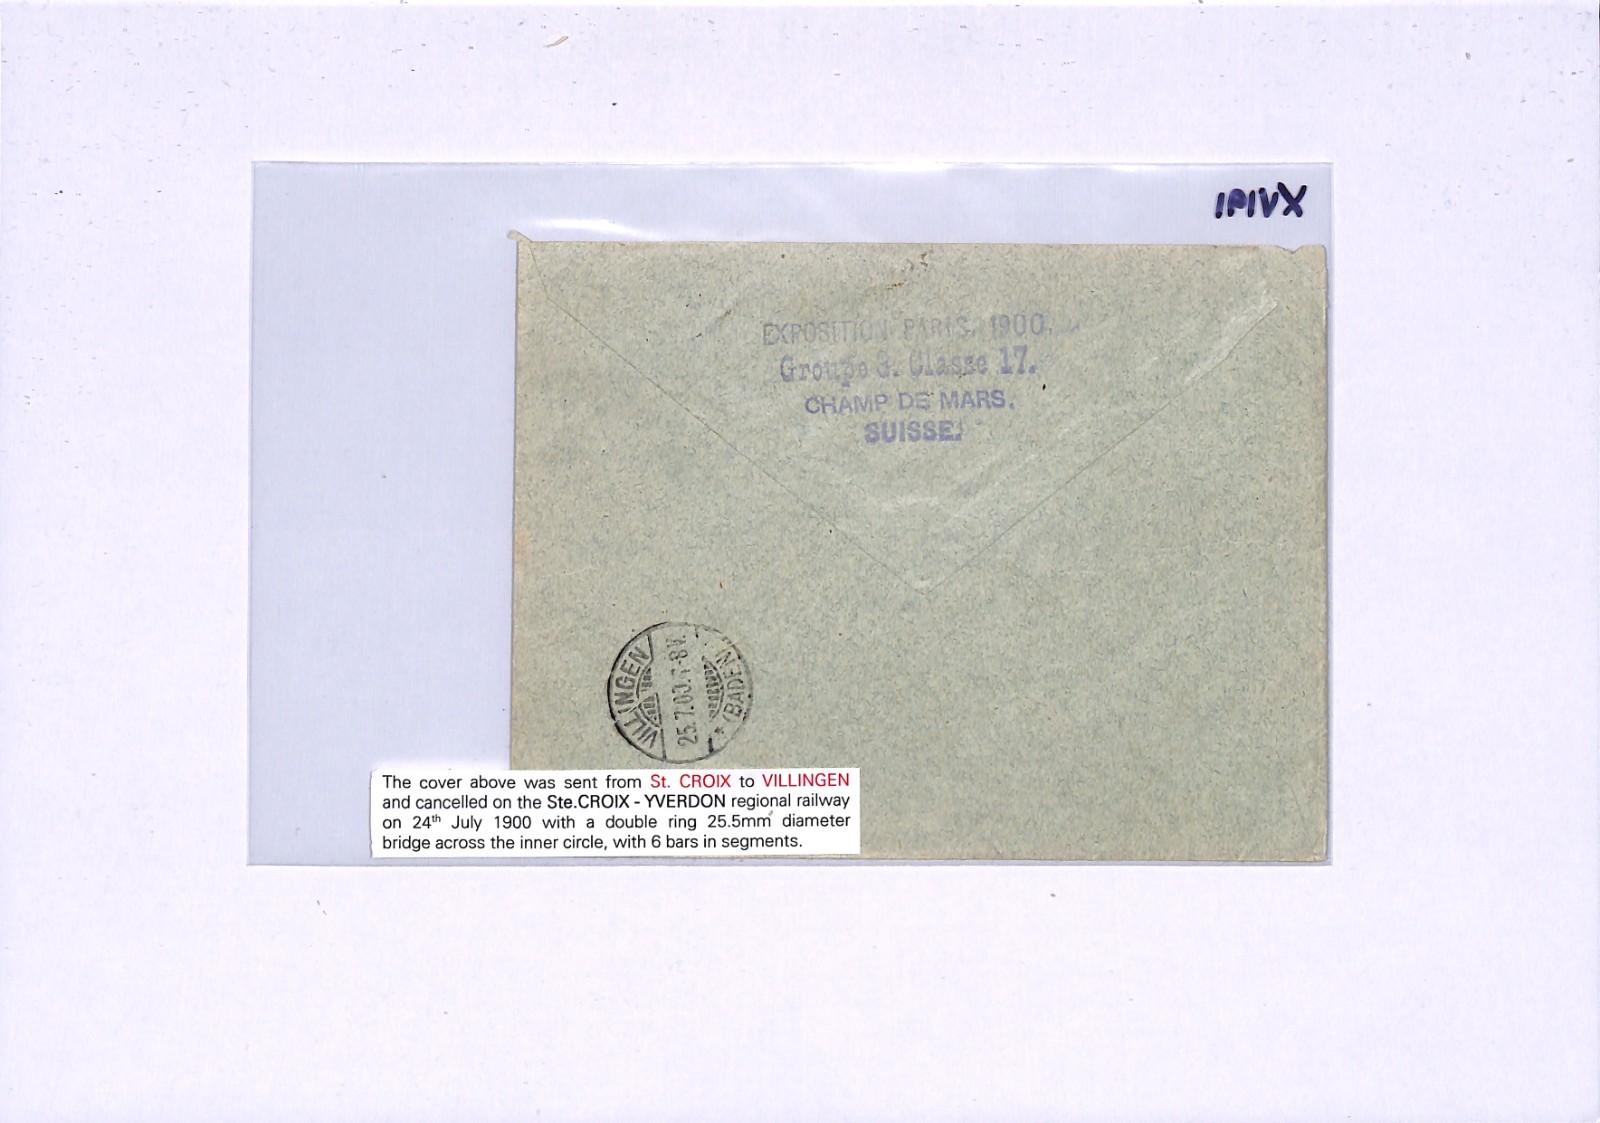 EXPOSITION PARIS. 1900.
Groupe 3. Classe 17.
CHAMP DE MARS.
SUISSE.
VILLINGEN
25.7.00.7-8V.
* (BADEN)
The cover above was sent from St. CROIX to VILLINGEN
and cancelled on the Ste.CROIX - YVERDON regional railway
on 24th July 1900 with a double ring 25.5mm diameter
bridge across the inner circle, with 6 bars in segments.